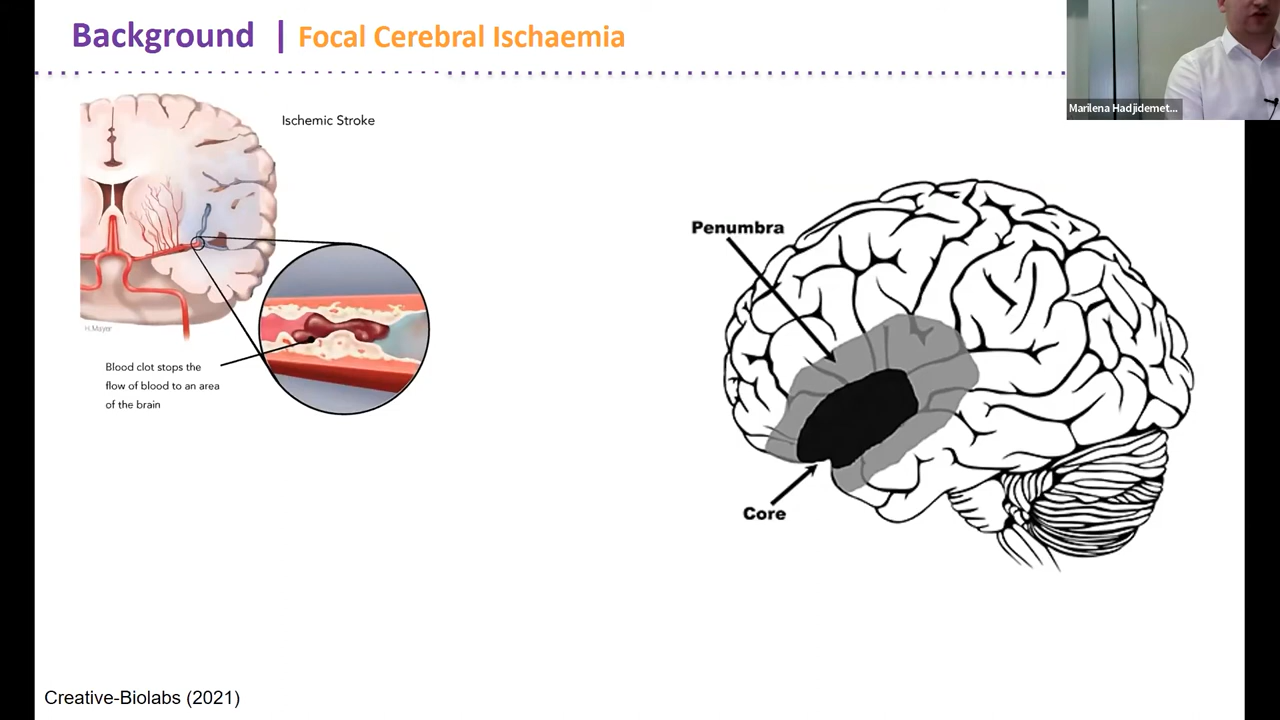 Background | Focal Cerebral Ischaemia
Marilena Hadjidemet...
Ischemic Stroke
H.Mayer
Blood clot stops the
flow of blood to an area
of the brain
Penumbra
Core
Creative-Biolabs (2021)